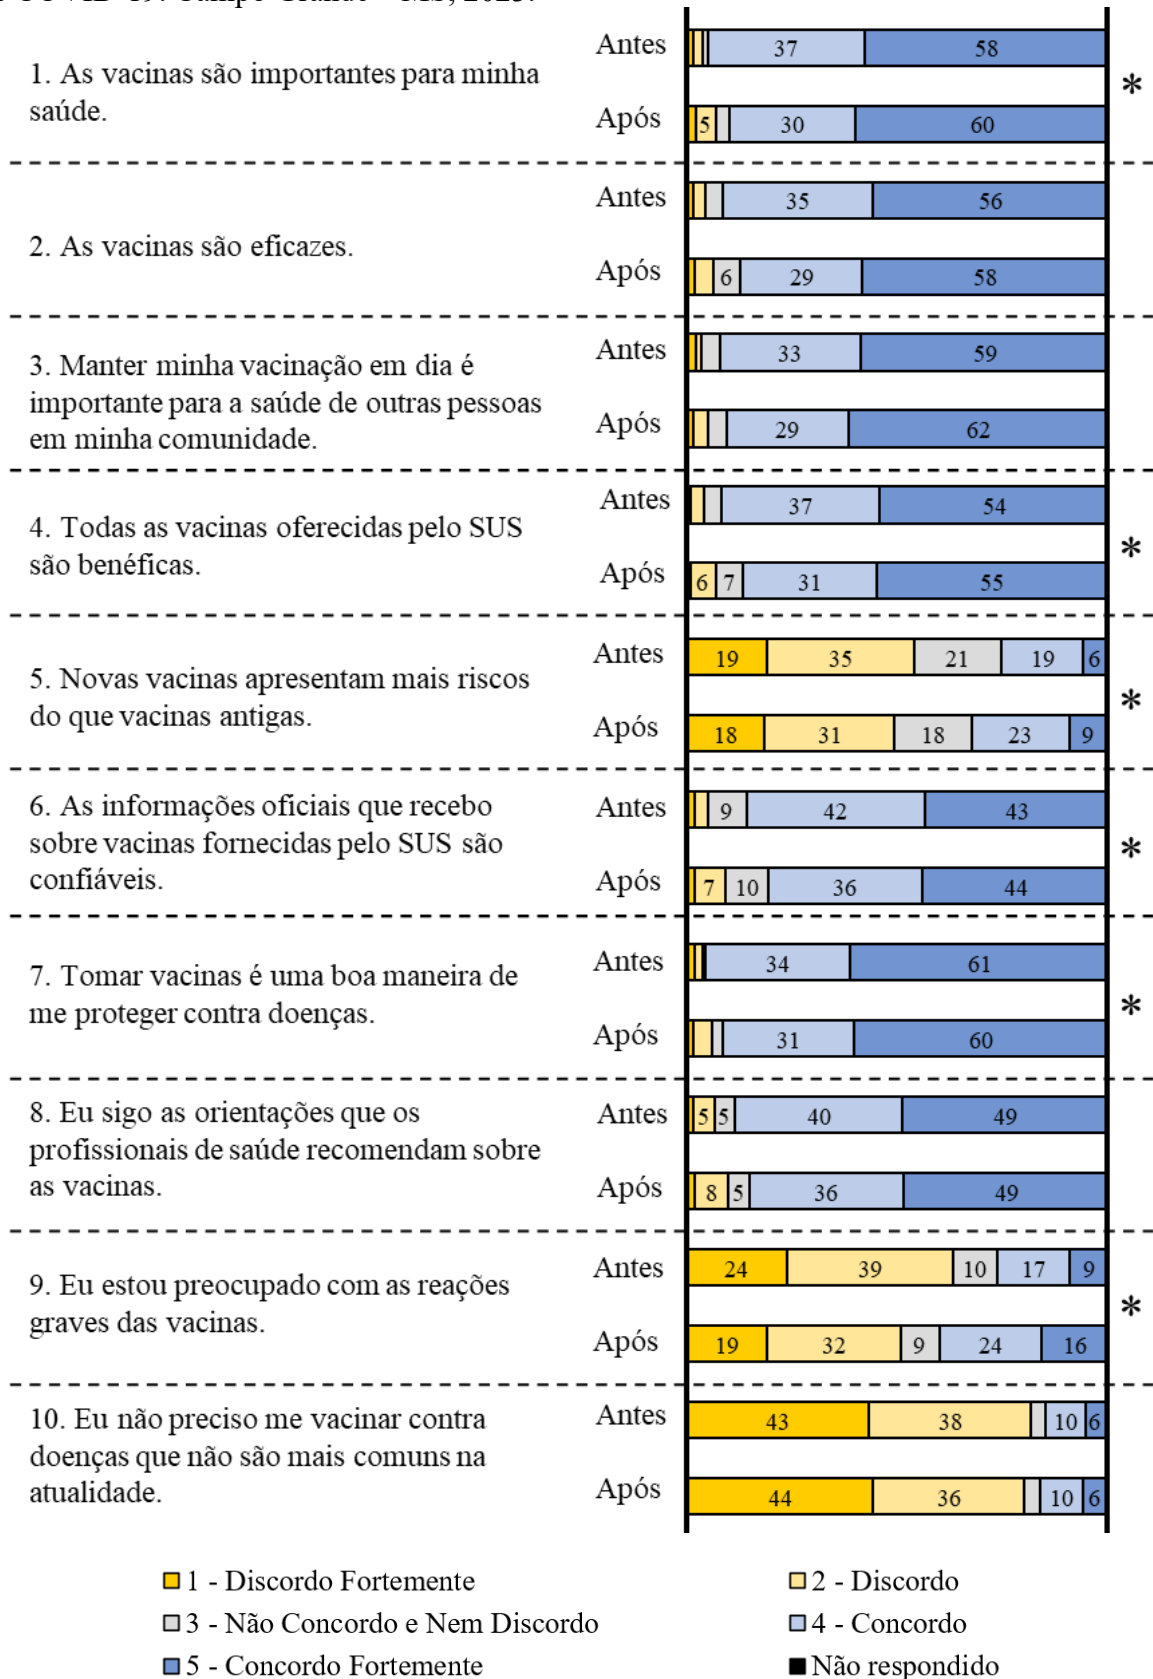 COVID-19. Campo Grande - MS, 2023.
1. As vacinas são importantes para minha
saúde.
Antes 37 58
Após 5 30 60
*
2. As vacinas são eficazes.
Antes 35 56
Após 6 29 58
3. Manter minha vacinação em dia é
importante para a saúde de outras pessoas
em minha comunidade.
Antes 33 59
Após 29 62
4. Todas as vacinas oferecidas pelo SUS
são benéficas.
Antes 37 54
Após 6 7 31 55
*
5. Novas vacinas apresentam mais riscos
do que vacinas antigas.
Antes 19 35 21 19 6
Após 18 31 18 23 9
*
6. As informações oficiais que recebo
sobre vacinas fornecidas pelo SUS são
confiáveis.
Antes 9 42 43
Após 7 10 36 44
*
7. Tomar vacinas é uma boa maneira de
me proteger contra doenças.
Antes 34 61
Após 31 60
*
8. Eu sigo as orientações que os
profissionais de saúde recomendam sobre
as vacinas.
Antes 5 5 40 49
Após 8 5 36 49
9. Eu estou preocupado com as reações
graves das vacinas.
Antes 24 39 10 17 9
Após 19 32 9 24 16
*
10. Eu não preciso me vacinar contra
doenças que não são mais comuns na
atualidade.
Antes 43 38 10 6
Após 44 36 10 6
1 - Discordo Fortemente
2 - Discordo
3 - Não Concordo e Nem Discordo
4 - Concordo
5 - Concordo Fortemente
Não respondido